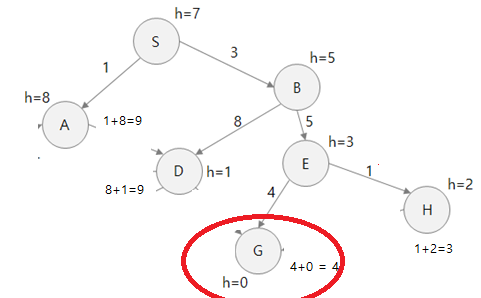 h=7
S
3
h=5
1
h=8
B
A
1+8=9
8
5
h=3
D
h=1
E
1
8+1=9
4
h=2
H
G
1+2=3
4+0 = 4
h=0